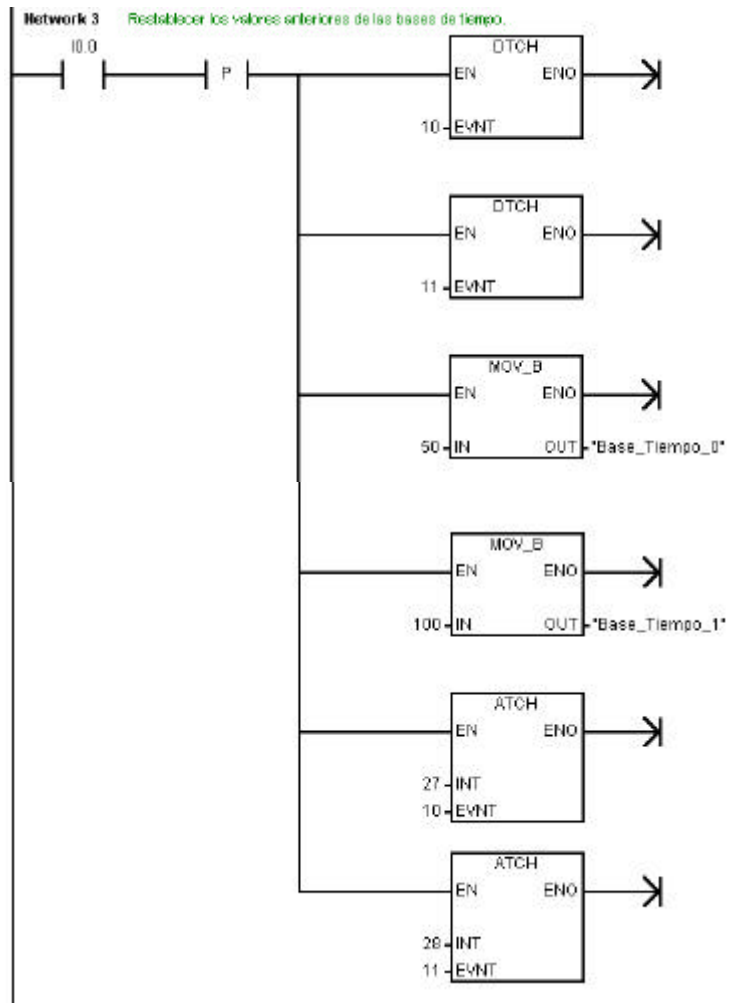 Network 3 Restablecer los valores anteriores de las bases de tiempo.
I0.0
P
DTCH
EN ENO
10 EVNT
DTCH
EN ENO
11 EVNT
MOV_B
EN ENO
50 IN OUT "Base_Tiempo_0"
MOV_B
EN ENO
100 IN OUT "Base_Tiempo_1"
ATCH
EN ENO
27 INT
10 EVNT
ATCH
EN ENO
28 INT
11 EVNT